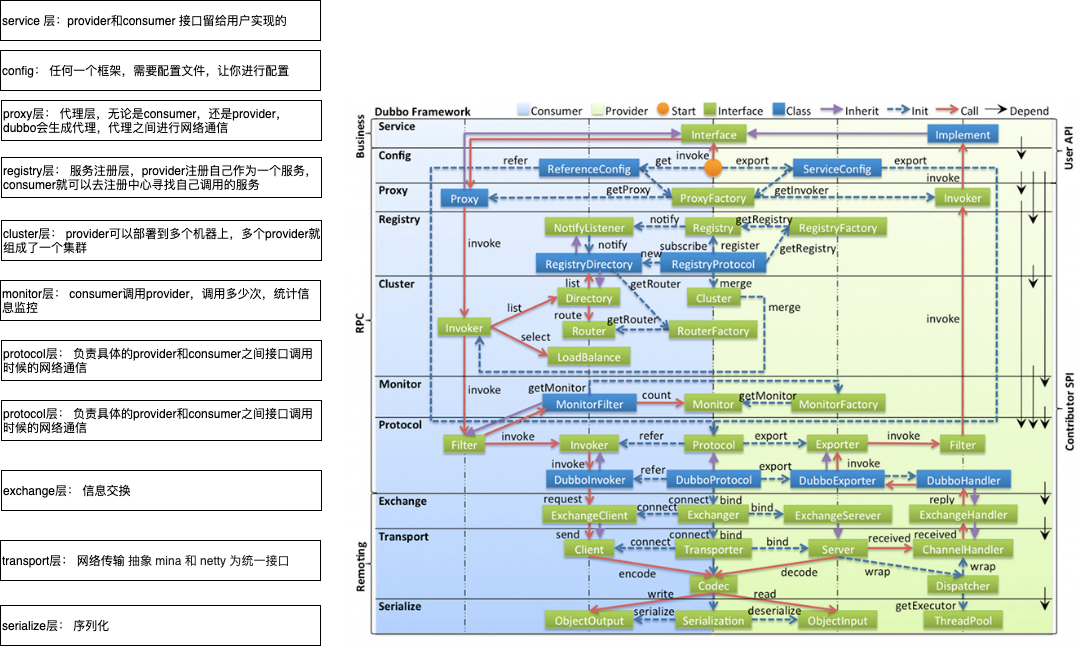 service 层：provider和consumer 接口留给用户实现的
config： 任何一个框架，需要配置文件，让你进行配置
proxy层： 代理层，无论是consumer，还是provider，
dubbo会生成代理，代理之间进行网络通信
registry层： 服务注册层，provider注册自己作为一个服务，
consumer就可以去注册中心寻找自己调用的服务
cluster层： provider可以部署到多个机器上，多个provider就
组成了一个集群
monitor层： consumer调用provider，调用多少次，统计信
息监控
protocol层： 负责具体的provider和consumer之间接口调用
时候的网络通信
protocol层： 负责具体的provider和consumer之间接口调用
时候的网络通信
exchange层： 信息交换
transport层： 网络传输 抽象 mina 和 netty 为统一接口
serialize层： 序列化
Dubbo Framework Consumer Provider Start Interface Class Inherit Init Call Depend
Business
RPC
Remoting
User API
Contributor SPI
Service
Interface Implement
Config
refer ReferenceConfig get invoke export ServiceConfig export
invoke
Proxy
Proxy getProxy ProxyFactory getInvoker Invoker
Registry
NotifyListener notify Registry getRegistry RegistryFactory
invoke notify subscribe register getRegistry
RegistryDirectory new RegistryProtocol
Cluster
list getRouter merge
Directory Cluster
list merge
route getRouter invoke
Invoker Router RouterFactory
select
LoadBalance
Monitor
invoke getMonitor
MonitorFilter count Monitor getMonitor MonitorFactory
Protocol
Filter invoke Invoker refer Protocol export Exporter invoke Filter
invoke refer export invoke
DubboInvoker DubboProtocol DubboExporter DubboHandler
Exchange
request connect bind reply
ExchangeClient connect Exchanger bind ExchangeSerever ExchangeHandler
Transport
send connect bind received received
Client connect Transporter bind Server ChannelHandler
encode decode wrap wrap
Codec Dispatcher
write read
Serialize
serialize deserialize getExecutor
ObjectOutput Serialization ObjectInput ThreadPool